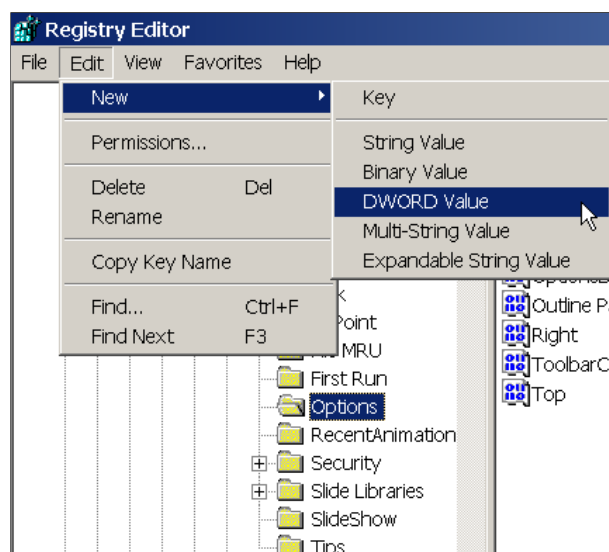 Registry Editor
File Edit View Favorites Help
New
Key
Permissions...
String Value
Binary Value
Delete Del
DWORD Value
Rename
Multi-String Value
Copy Key Name
Expandable String Value
Find... Ctrl+F
Outline P
Point
Find Next F3
Right
MRU
ToolbarC
First Run
Top
Options
RecentAnimation
Security
Slide Libraries
SlideShow
Tips